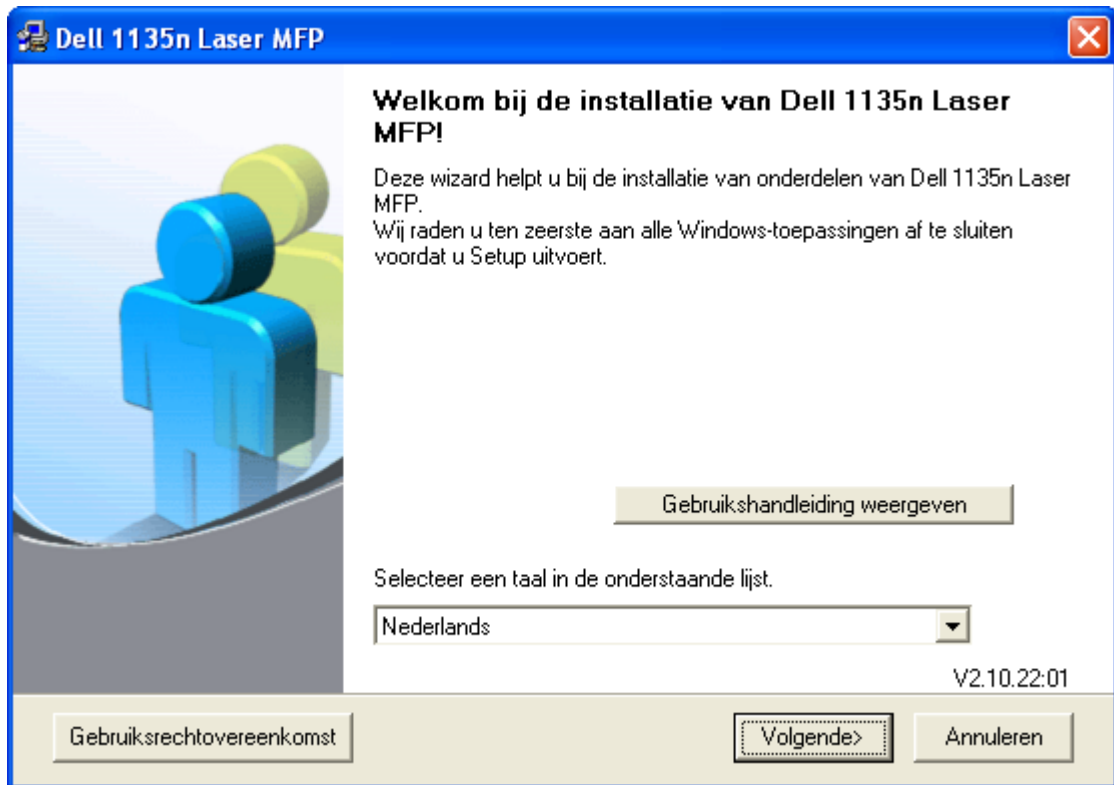 Dell 1135n Laser MFP
Welkom bij de installatie van Dell 1135n Laser
MFP!
Deze wizard helpt u bij de installatie van onderdelen van Dell 1135n Laser
MFP.
Wij raden u ten zeerste aan alle Windows-toepassingen af te sluiten
voordat u Setup uitvoert.
Gebruikshandleiding weergeven
Selecteer een taal in de onderstaande lijst.
Nederlands
V2.10.22:01
Gebruiksrechtovereenkomst
Volgende>
Annuleren